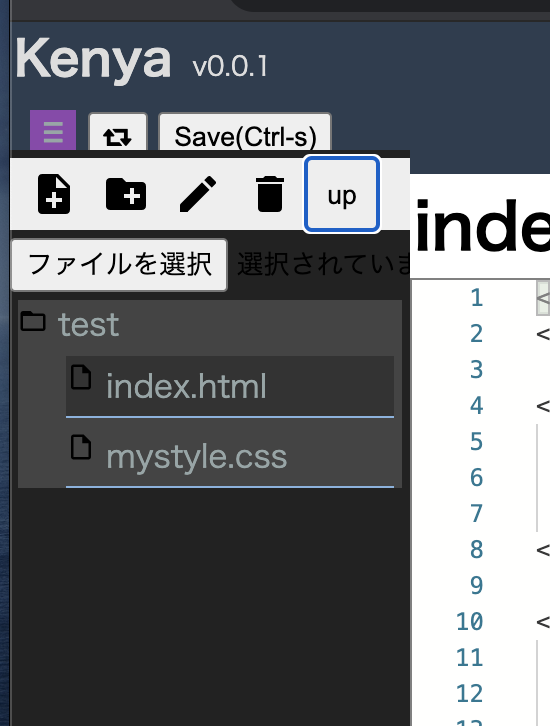 Kenya v0.0.1
Save(Ctrl-s)
up
ファイルを選択 選択されていま
test
index.html
mystyle.css
inde
1 <
2 <
3
4 <
5
6
7
8 <
9
10 <
11
12
13